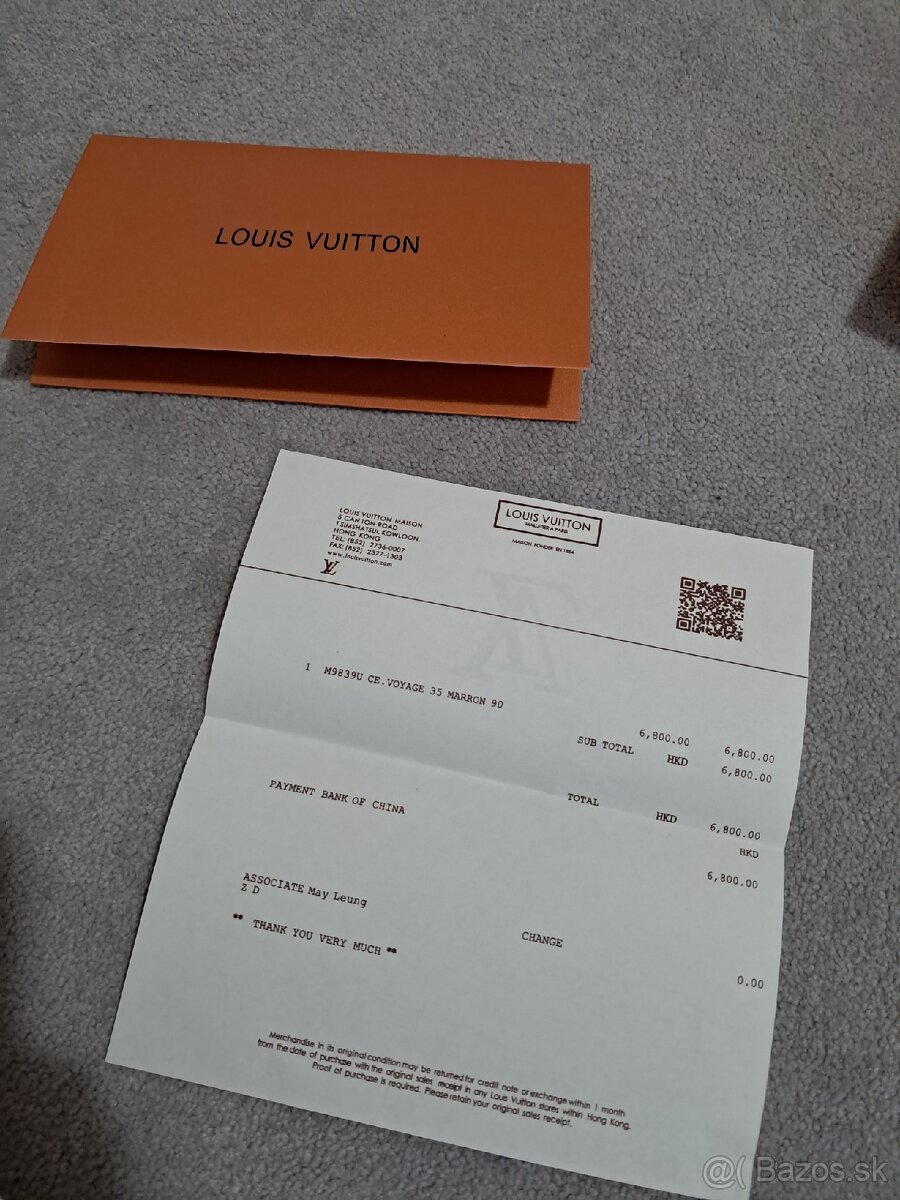 LOUIS VUITTON
LOUIS VUITTON MAISON
5 CANTON ROAD
TSIMSHATSUI, KOWLOON,
HONG KONG
TEL: (852) 2736-0007
FAX: (852) 2377-1303
www.louisvuitton.com
LV
LOUIS VUITTON
MALLETIER A PARIS
MAISON FONDEE EN 1854
1 M9839U CE.VOYAGE 35 MARRON 90
6,800.00 6,800.00
SUB TOTAL HKD 6,800.00
TOTAL HKD 6,800.00
PAYMENT BANK OF CHINA HKD
6,800.00
ASSOCIATE May Leung
Z D
** THANK YOU VERY MUCH **
CHANGE 0.00
Merchandise in its original condition may be returned for credit note or exchange within 1 month
from the date of purchase with the original sales receipt in any Louis Vuitton stores within Hong Kong.
Proof of purchase is required. Please retain your original sales receipt.
@( Bazos.sk